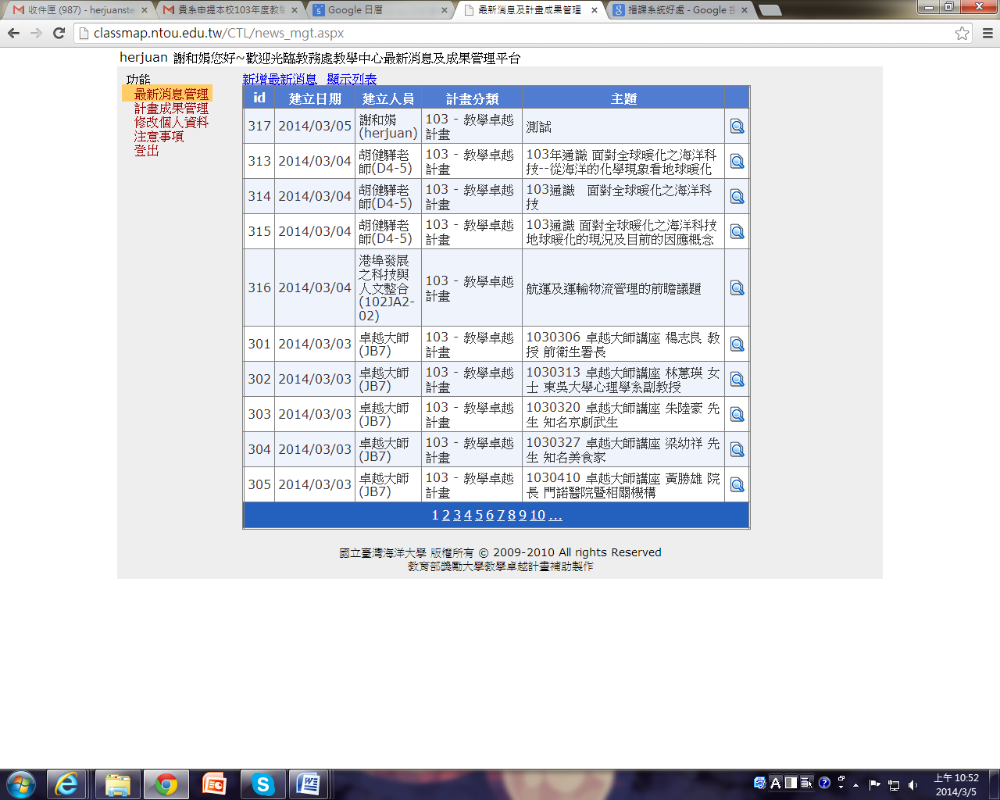 收件匣 (987) - herjuanste
貴系申提本校103年度教學
Google 日曆
最新消息及計畫成果管理
播課系統好處 - Google 搜
classmap.ntou.edu.tw/CTL/news_mgt.aspx
herjuan 謝和娟您好~歡迎光臨教務處教學中心最新消息及成果管理平台
功能
最新消息管理
計畫成果管理
修改個人資料
注意事項
登出
新增最新消息 顯示列表
id 建立日期 建立人員 計畫分類 主題
317 2014/03/05 謝和娟(herjuan) 103 - 教學卓越計畫 測試
313 2014/03/04 胡健驊老師(D4-5) 103 - 教學卓越計畫 103年通識 面對全球暖化之海洋科技--從海洋的化學現象看地球暖化
314 2014/03/04 胡健驊老師(D4-5) 103 - 教學卓越計畫 103通識　面對全球暖化之海洋科技
315 2014/03/04 胡健驊老師(D4-5) 103 - 教學卓越計畫 103通識 面對全球暖化之海洋科技 地球暖化的現況及目前的因應概念
316 2014/03/04 港埠發展之科技與人文整合(102JA2-02) 103 - 教學卓越計畫 航運及運輸物流管理的前瞻議題
301 2014/03/03 卓越大師(JB7) 103 - 教學卓越計畫 1030306 卓越大師講座 楊志良 教授 前衛生署長
302 2014/03/03 卓越大師(JB7) 103 - 教學卓越計畫 1030313 卓越大師講座 林蕙瑛 女士 東吳大學心理學系副教授
303 2014/03/03 卓越大師(JB7) 103 - 教學卓越計畫 1030320 卓越大師講座 朱陸豪 先生 知名京劇武生
304 2014/03/03 卓越大師(JB7) 103 - 教學卓越計畫 1030327 卓越大師講座 梁幼祥 先生 知名美食家
305 2014/03/03 卓越大師(JB7) 103 - 教學卓越計畫 1030410 卓越大師講座 黃勝雄 院長 門諾醫院暨相關機構
1 2 3 4 5 6 7 8 9 10 ...
國立臺灣海洋大學 版權所有 © 2009-2010 All rights Reserved
教育部獎勵大學教學卓越計畫補助製作
上午 10:52
2014/3/5